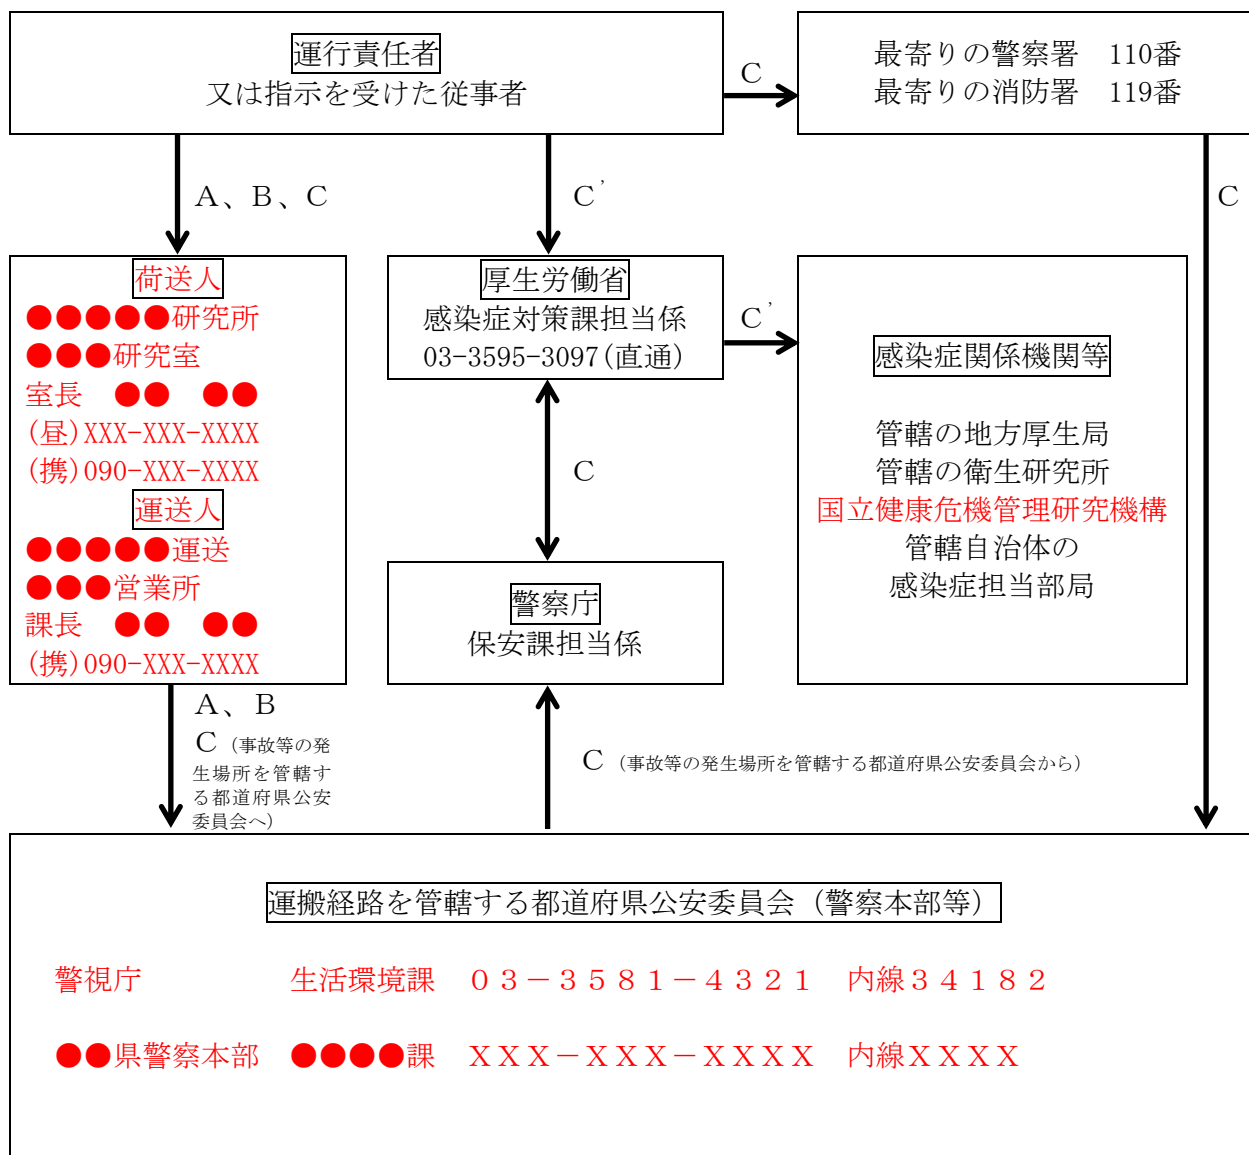 運行責任者
又は指示を受けた従事者
C
最寄りの警察署　110番
最寄りの消防署　119番
A、B、C
C’
C
荷送人
●●●●●研究所
●●●研究室
室長　●●　●●
(昼)XXX-XXX-XXXX
(携)090-XXX-XXXX
運送人
●●●●●運送
●●●営業所
課長　●●　●●
(携)090-XXX-XXXX
厚生労働省
感染症対策課担当係
03-3595-3097(直通)
C’
感染症関係機関等
管轄の地方厚生局
管轄の衛生研究所
国立健康危機管理研究機構
管轄自治体の
感染症担当部局
C
警察庁
保安課担当係
A、B
C（事故等の発
生場所を管轄す
る都道府県公安
委員会へ）
C（事故等の発生場所を管轄する都道府県公安委員会から）
運搬経路を管轄する都道府県公安委員会（警察本部等）
警視庁　生活環境課　０３－３５８１－４３２１　内線３４１８２
●●県警察本部　●●●●課　ＸＸＸ－ＸＸＸ－ＸＸＸＸ　内線ＸＸＸＸ